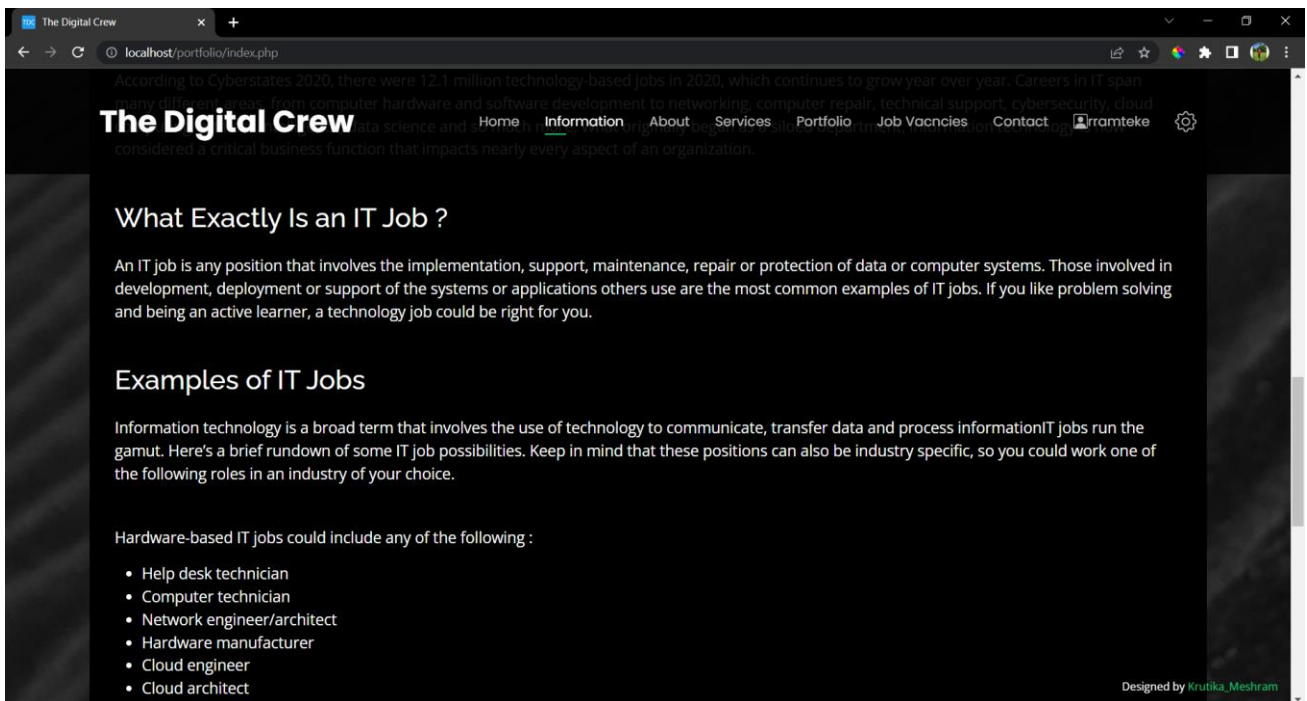 The Digital Crew
localhost/portfolio/index.php
According to Cyberstates 2020, there were 12.1 million technology-based jobs in 2020, which continues to grow year over year. Careers in IT span
many different areas, from computer hardware and software development to networking, computer repair, technical support, cybersecurity, cloud
The Digital Crew Home Information About Services Portfolio Job Vacncies Contact rramteke
data science and
considered a critical business function that impacts nearly every aspect of an organization.
What Exactly Is an IT Job ?
An IT job is any position that involves the implementation, support, maintenance, repair or protection of data or computer systems. Those involved in
development, deployment or support of the systems or applications others use are the most common examples of IT jobs. If you like problem solving
and being an active learner, a technology job could be right for you.
Examples of IT Jobs
Information technology is a broad term that involves the use of technology to communicate, transfer data and process informationIT jobs run the
gamut. Here's a brief rundown of some IT job possibilities. Keep in mind that these positions can also be industry specific, so you could work one of
the following roles in an industry of your choice.
Hardware-based IT jobs could include any of the following :
• Help desk technician
• Computer technician
• Network engineer/architect
• Hardware manufacturer
• Cloud engineer
• Cloud architect
Designed by Krutika_Meshram